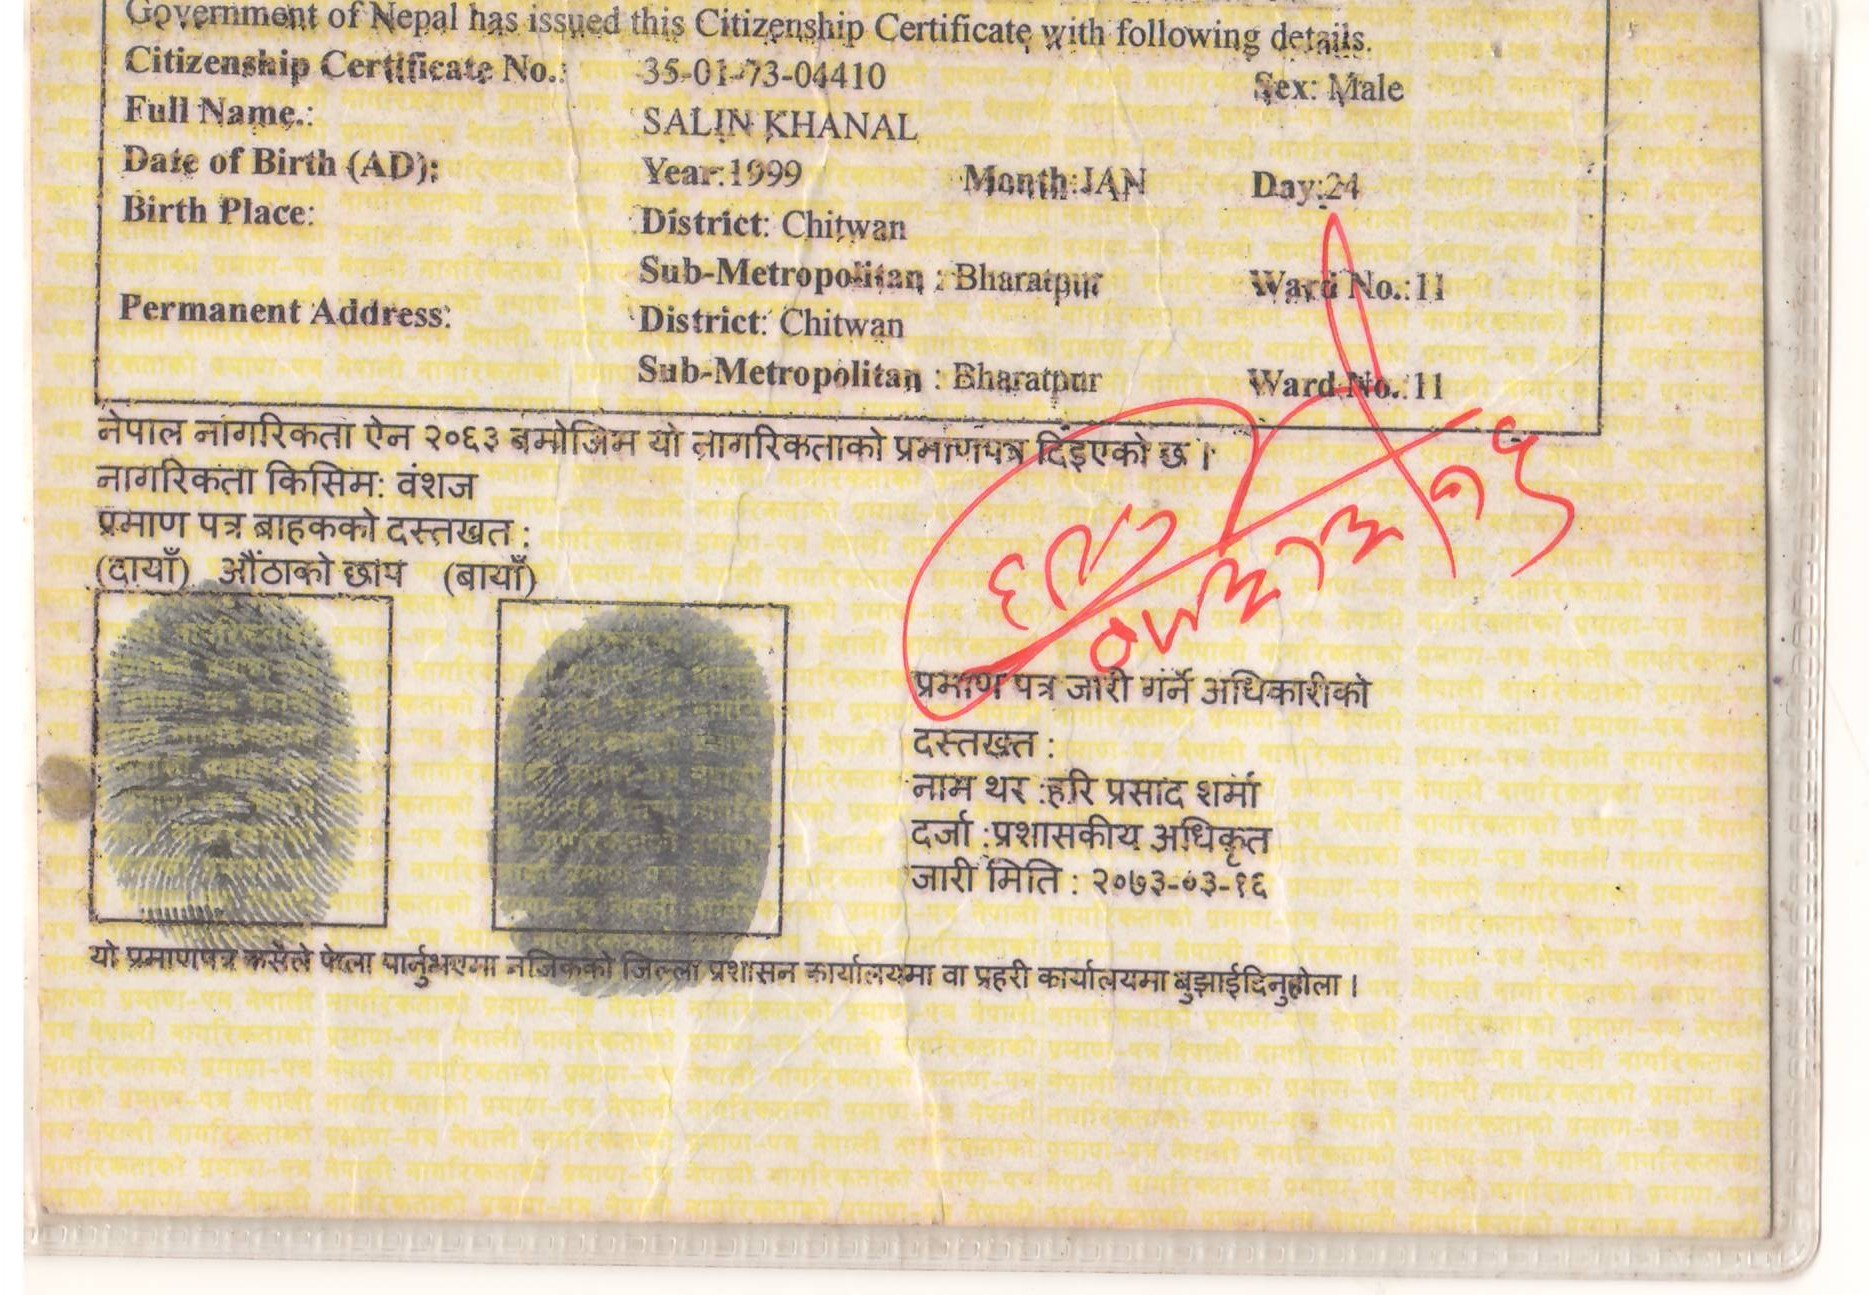 Government of Nepal has issued this Citizenship Certificate with following details.
Citizenship Certificate No.: 35-01-73-04410 Sex: Male
Full Name.: SALIN KHANAL
Date of Birth (AD): Year:1999 Month:JAN Day:24
Birth Place: District: Chitwan
Sub-Metropolitan : Bharatpur Ward No.:11
Permanent Address: District: Chitwan
Sub-Metropolitan : Bharatpur Ward No.:11
नेपाल नागरिकता ऐन २०६३ बमोजिम यो नागरिकताको प्रमाणपत्र दिइएको छ ।
नागरिकता किसिम: वंशज
प्रमाण पत्र बाहकको दस्तखत :
(दायाँ) औंठाको छाप (बायाँ)
प्रमाण पत्र जारी गर्ने अधिकारीको
दस्तखत :
नाम थर :हरि प्रसाद शर्मा
दर्जा :प्रशासकीय अधिकृत
जारी मिति : २०७३-०३-१६
यो प्रमाणपत्र कसैले फेला पार्नुभएमा नजिकको जिल्ला प्रशासन कार्यालयमा वा प्रहरी कार्यालयमा बुझाईदिनुहोला ।